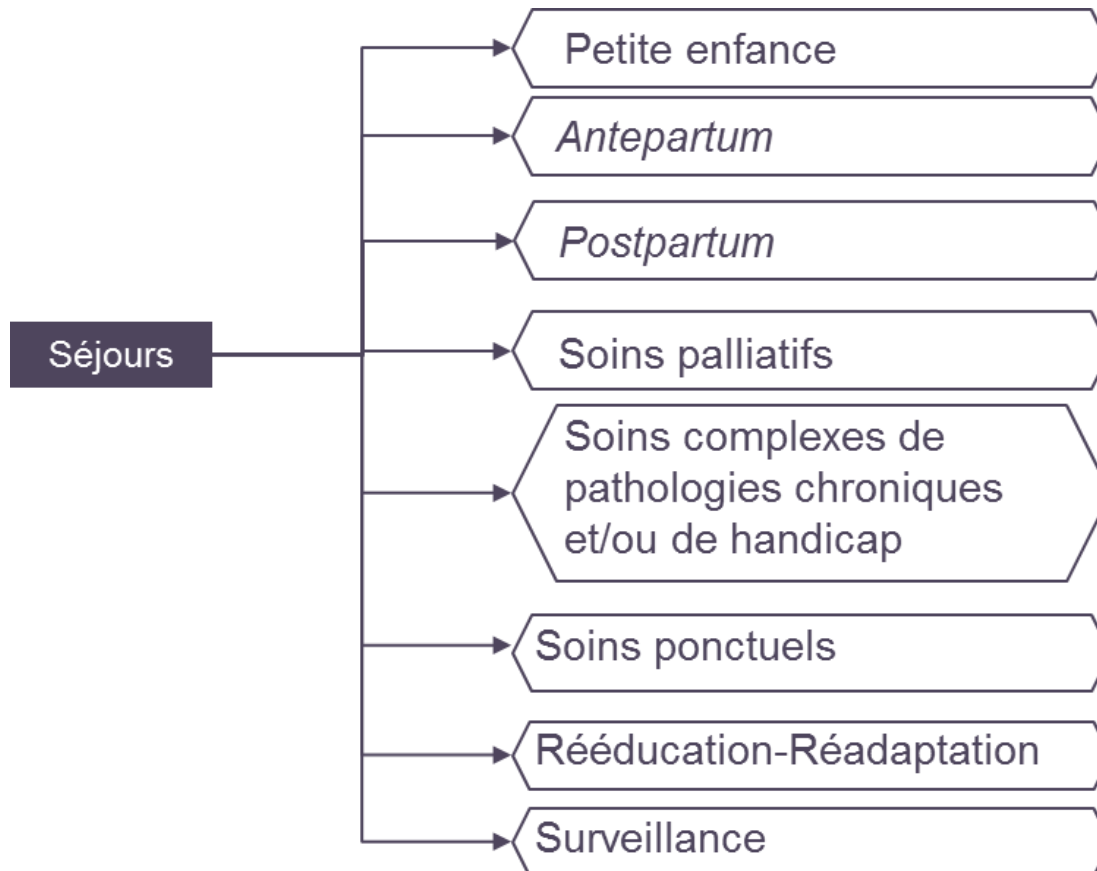 Petite enfance
Antepartum
Postpartum
Séjours
Soins palliatifs
Soins complexes de
pathologies chroniques
et/ou de handicap
Soins ponctuels
Rééducation-Réadaptation
Surveillance